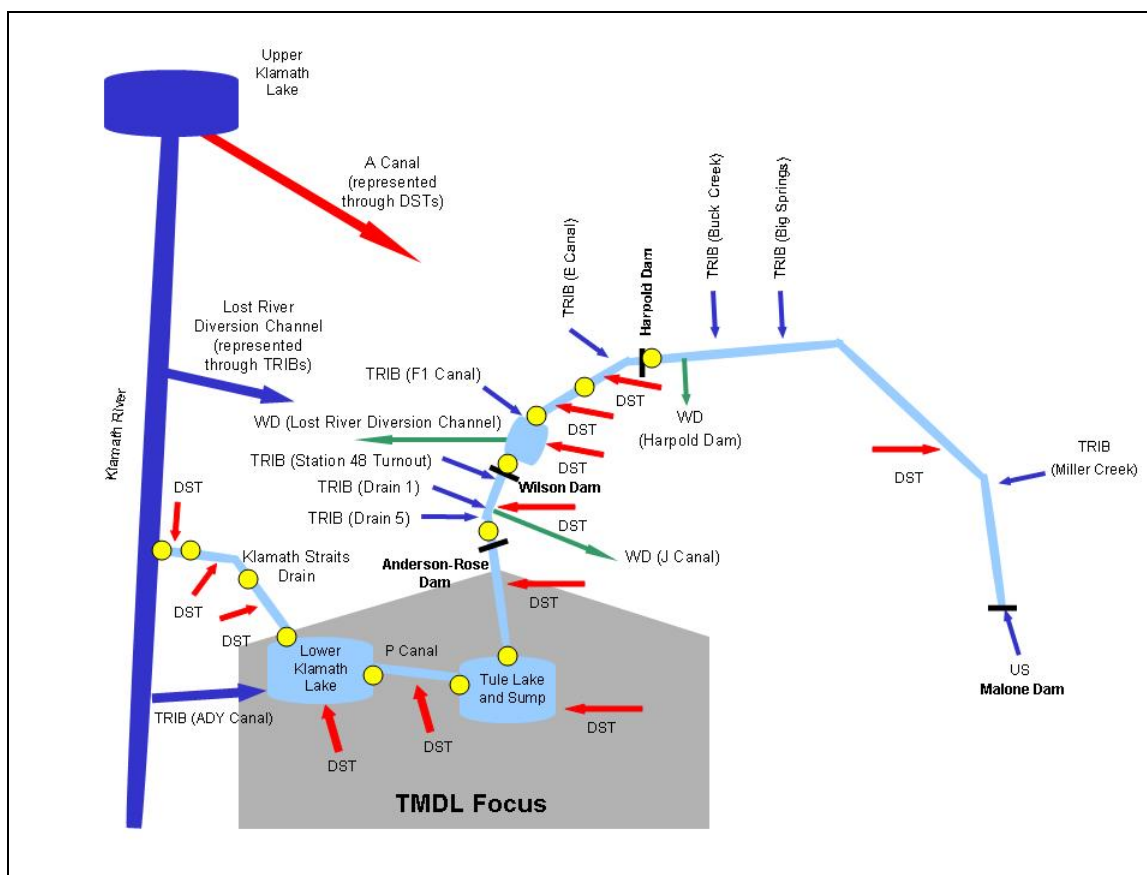 Upper
Klamath
Lake
A Canal
(represented
through DSTs)
Lost River
Diversion Channel
(represented
through TRIBs)
Klamath River
TRIB (E Canal)
Harpold Dam
TRIB (Buck Creek)
TRIB (Big Springs)
TRIB (F1 Canal)
DST
WD
(Harpold Dam)
DST
WD (Lost River Diversion Channel)
DST
DST
TRIB
(Miller Creek)
TRIB (Station 48 Turnout)
Wilson Dam
TRIB (Drain 1)
DST
TRIB (Drain 5)
WD (J Canal)
DST
Klamath Straits
Drain
Anderson-Rose
Dam
DST
DST
DST
Lower
Klamath
Lake
P Canal
Tule Lake
and Sump
US
Malone Dam
TRIB (ADY Canal)
DST
DST
DST
TMDL Focus